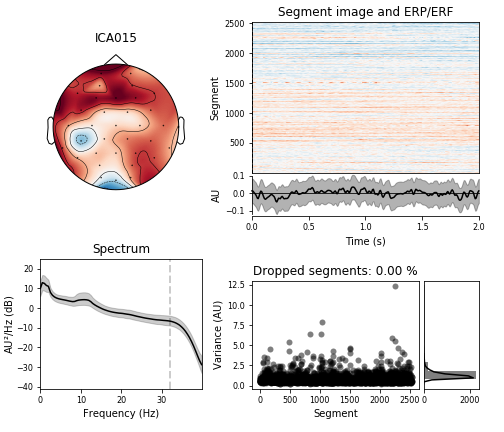 ICA015
Segment image and ERP/ERF
Segment
2500
2000
1500
1000
500
AU
0.1
0.0
−0.1
0.0 0.5 1.0 1.5 2.0
Time (s)
Spectrum
AU²/Hz (dB)
20
10
0
−10
−20
−30
−40
0 10 20 30
Frequency (Hz)
Dropped segments: 0.00 %
Variance (AU)
12.5
10.0
7.5
5.0
2.5
0.0
0 500 1000 1500 2000 2500
Segment
0 2000